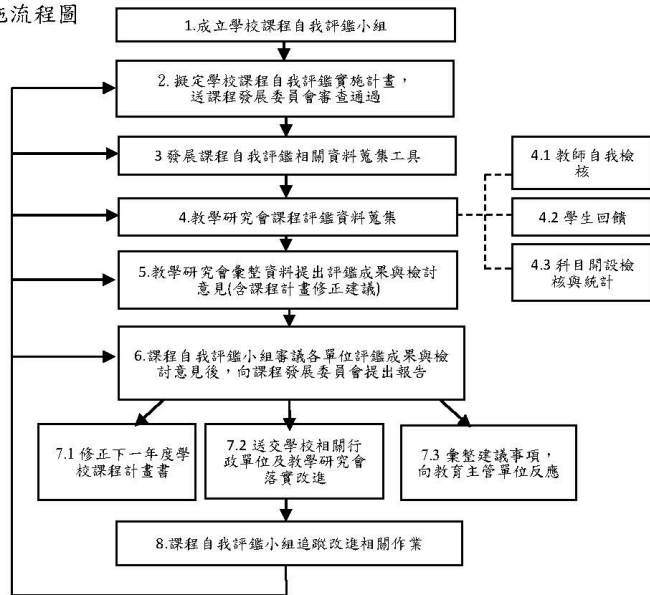 施流程圖
1.成立學校課程自我評鑑小組
2. 擬定學校課程自我評鑑實施計畫，
送課程發展委員會審查通過
3 發展課程自我評鑑相關資料蒐集工具
4.教學研究會課程評鑑資料蒐集
4.1 教師自我檢
核
4.2 學生回饋
4.3 科目開設檢
核與統計
5.教學研究會彙整資料提出評鑑成果與檢討
意見(含課程計畫修正建議)
6.課程自我評鑑小組審議各單位評鑑成果與檢
討意見後，向課程發展委員會提出報告
7.1 修正下一年度學
校課程計畫書
7.2 送交學校相關行
政單位及教學研究會
落實改進
7.3 彙整建議事項，
向教育主管單位反應
8.課程自我評鑑小組追蹤改進相關作業